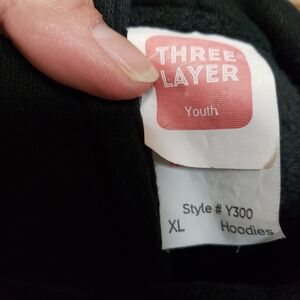 THREE
LAYER
Youth
Style # Y300
XL Hoodies